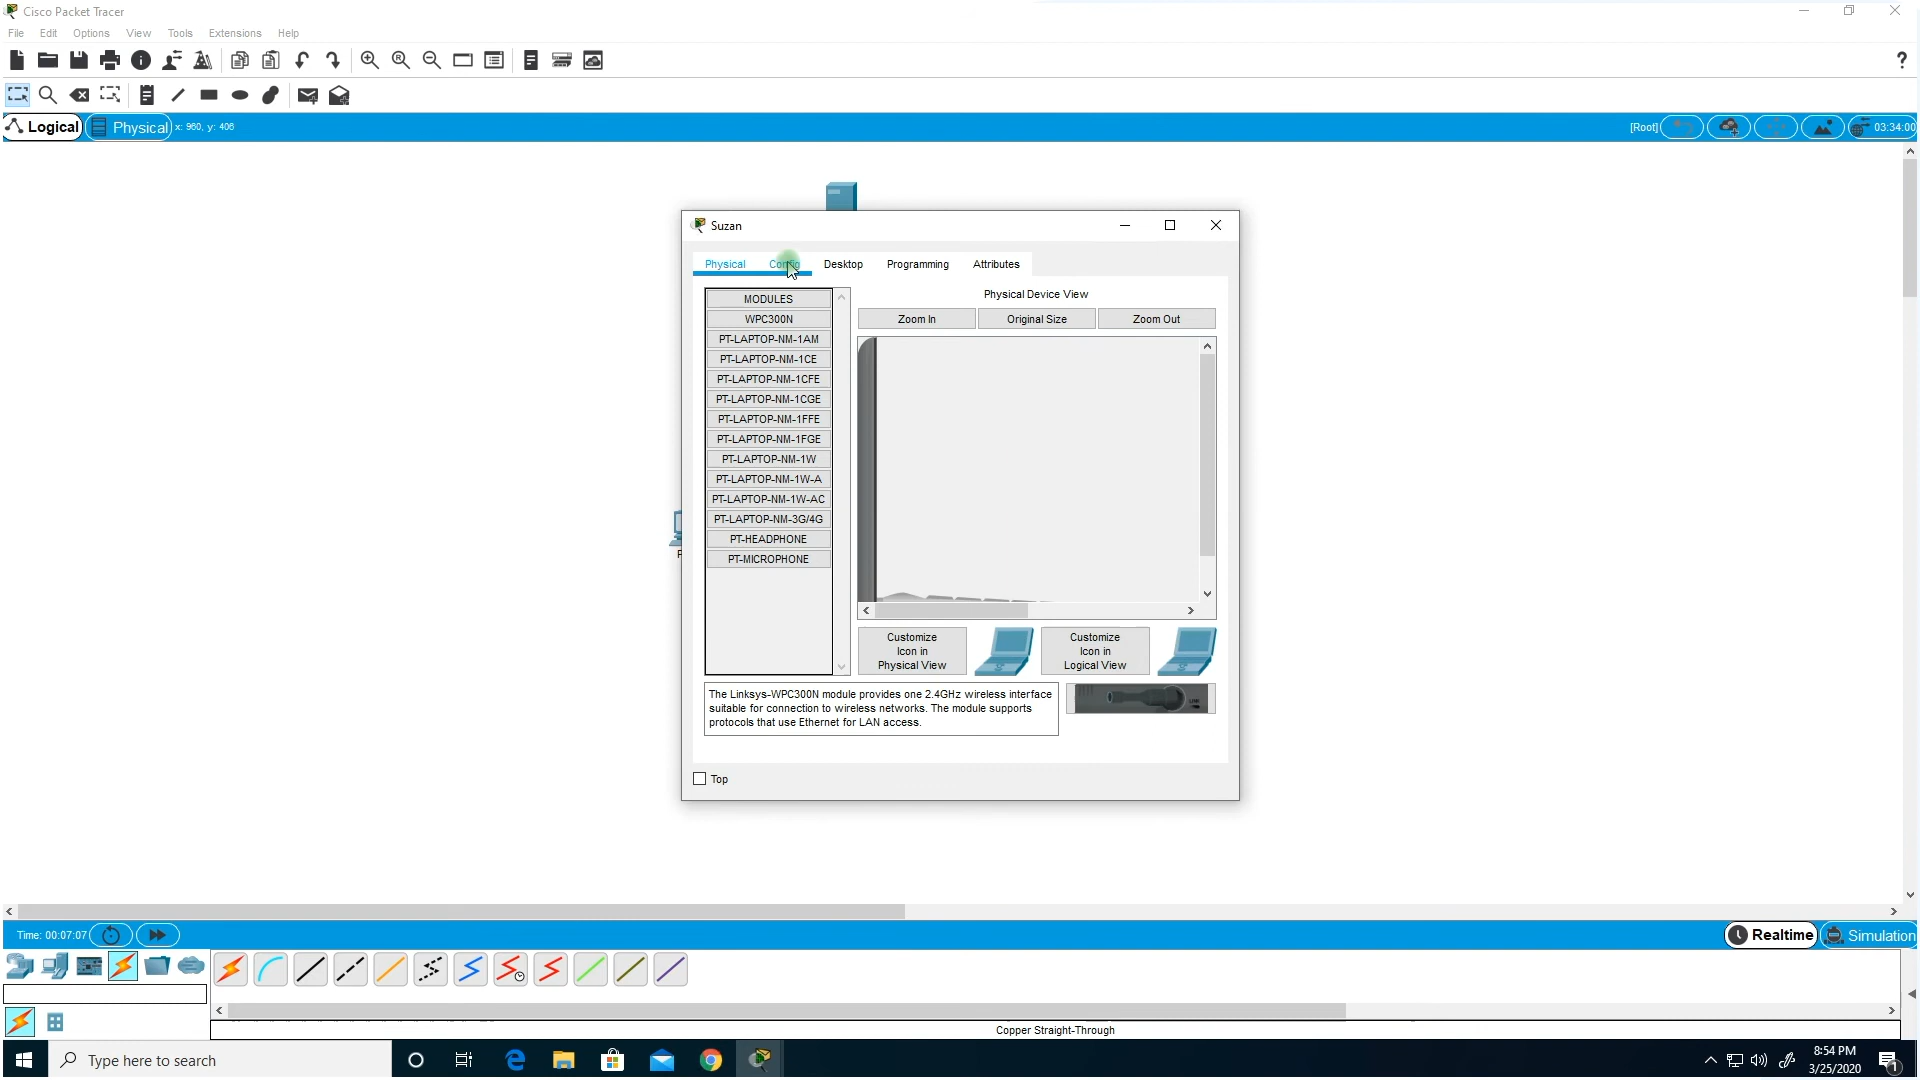 Cisco Packet Tracer
File Edit Options View Tools Extensions Help
?
Logical Physical x: 960, y: 406 [Root] 03:34:00
Suzan
Physical Config Desktop Programming Attributes
MODULES
WPC300N
PT-LAPTOP-NM-1AM
PT-LAPTOP-NM-1CE
PT-LAPTOP-NM-1CFE
PT-LAPTOP-NM-1CGE
PT-LAPTOP-NM-1FFE
PT-LAPTOP-NM-1FGE
PT-LAPTOP-NM-1W
PT-LAPTOP-NM-1W-A
PT-LAPTOP-NM-1W-AC
PT-LAPTOP-NM-3G/4G
PT-HEADPHONE
PT-MICROPHONE
Physical Device View
Zoom In Original Size Zoom Out
Customize
Icon in
Physical View
Customize
Icon in
Logical View
The Linksys-WPC300N module provides one 2.4GHz wireless interface
suitable for connection to wireless networks. The module supports
protocols that use Ethernet for LAN access.
Top
Time: 00:07:07 Realtime Simulation
Copper Straight-Through
Type here to search
8:54 PM
3/25/2020
1